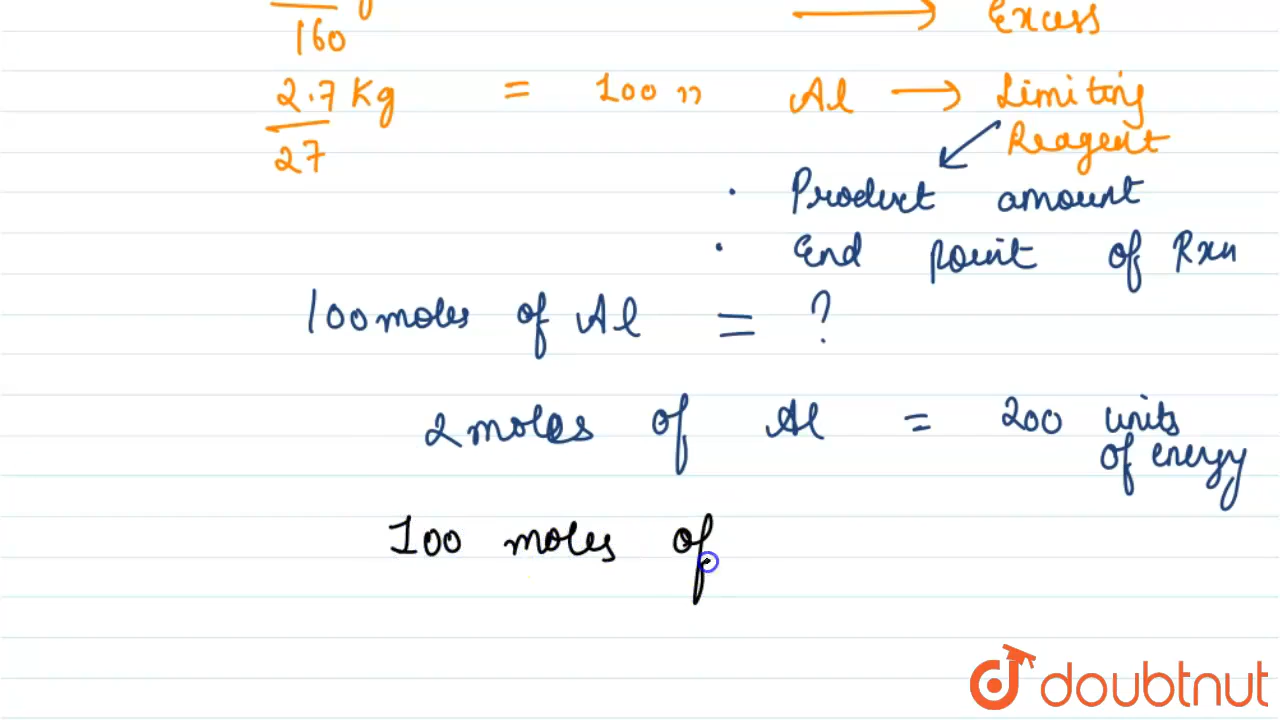 Excess
160
2.7 Kg = 100 " Al → Limiting
27 Reagent
· Product amount
· End point of Rxn
100 moles of Al = ?
2 moles of Al = 200 units
of energy
100 moles of
doubtnut